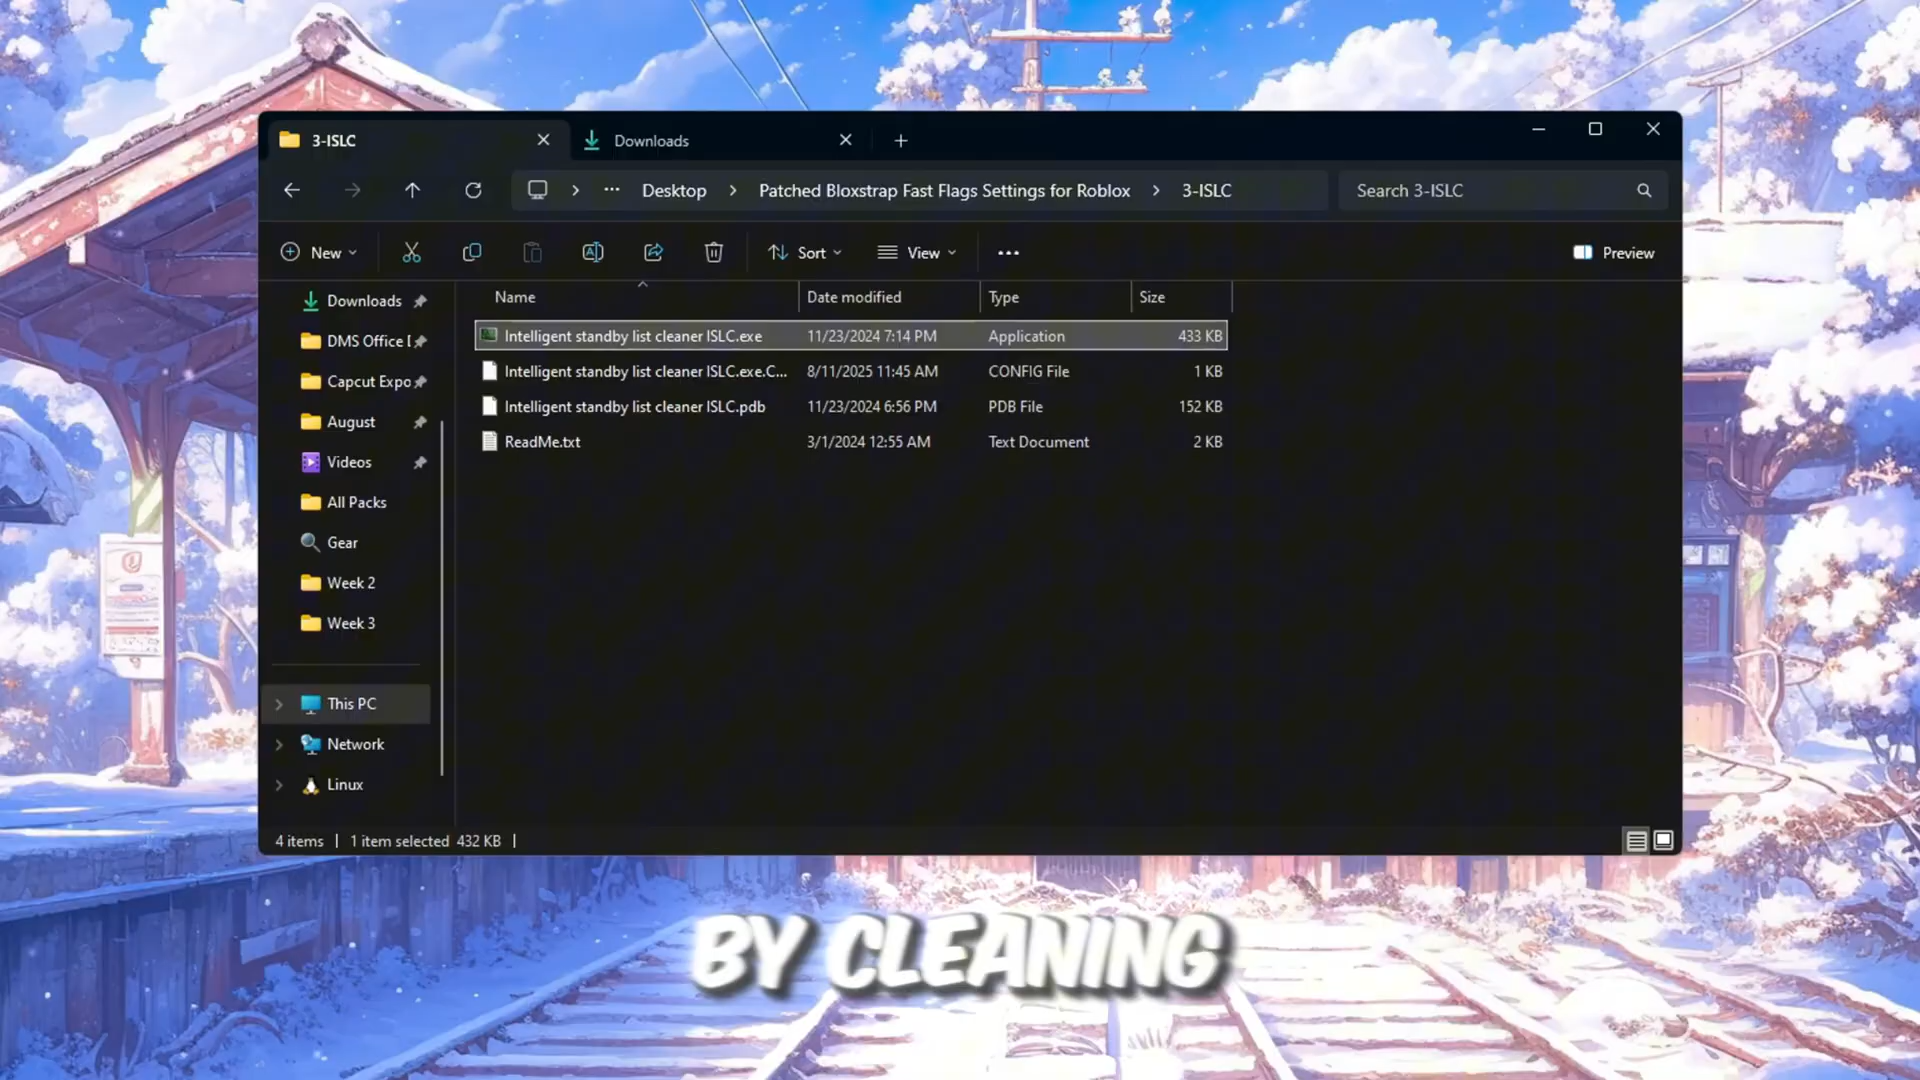 3-ISLC
Downloads
Desktop > Patched Bloxstrap Fast Flags Settings for Roblox > 3-ISLC
Search 3-ISLC
New
Sort
View
Preview
Name Date modified Type Size
Intelligent standby list cleaner ISLC.exe 11/23/2024 7:14 PM Application 433 KB
Intelligent standby list cleaner ISLC.exe.C... 8/11/2025 11:45 AM CONFIG File 1 KB
Intelligent standby list cleaner ISLC.pdb 11/23/2024 6:56 PM PDB File 152 KB
ReadMe.txt 3/1/2024 12:55 AM Text Document 2 KB
Downloads
DMS Office
Capcut Expo
August
Videos
All Packs
Gear
Week 2
Week 3
This PC
Network
Linux
4 items | 1 item selected 432 KB |
BY CLEANING